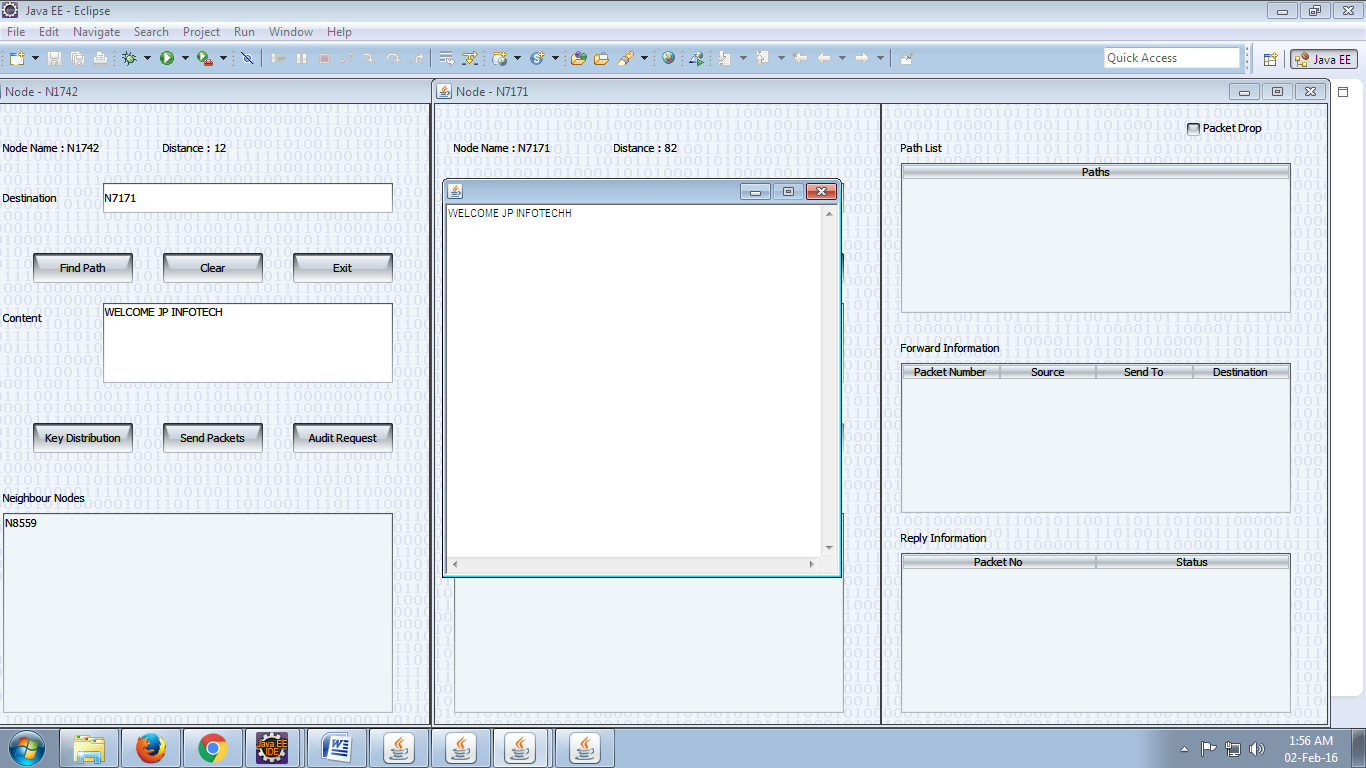 Java EE - Eclipse
File Edit Navigate Search Project Run Window Help
Quick Access
Java EE
Node - N1742
Node Name : N1742 Distance : 12
Destination N7171
Find Path Clear Exit
Content WELCOME JP INFOTECH
Key Distribution Send Packets Audit Request
Neighbour Nodes
N8559
Node - N7171
Node Name : N7171 Distance : 82
WELCOME JP INFOTECHH
Packet Drop
Path List
Paths
Forward Information
Packet Number Source Send To Destination
Reply Information
Packet No Status
Java EE
IDE
1:56 AM
02-Feb-16